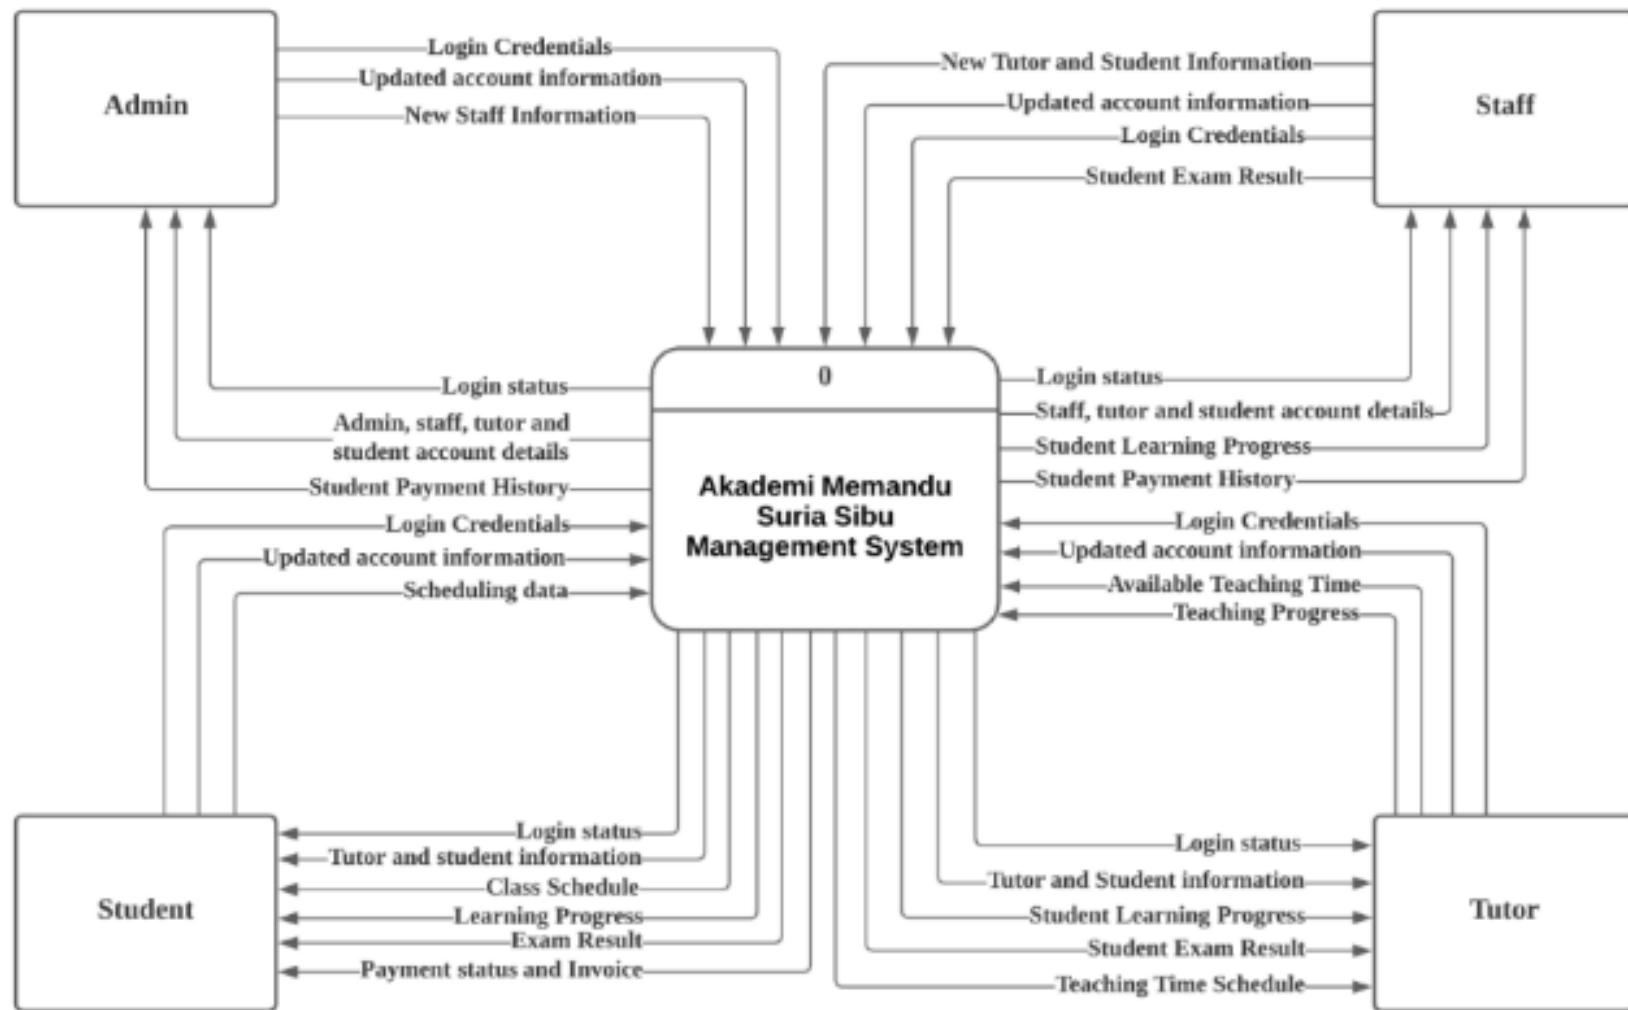 Admin
Login Credentials
Updated account information
New Staff Information
New Tutor and Student Information
Updated account information
Login Credentials
Student Exam Result
Staff
Login status
Admin, staff, tutor and
student account details
Student Payment History
Login Credentials
Updated account information
Scheduling data
0
Akademi Memandu
Suria Sibu
Management System
Login status
Staff, tutor and student account details
Student Learning Progress
Student Payment History
Login Credentials
Updated account information
Available Teaching Time
Teaching Progress
Student
Login status
Tutor and student information
Class Schedule
Learning Progress
Exam Result
Payment status and Invoice
Login status
Tutor and Student information
Student Learning Progress
Student Exam Result
Teaching Time Schedule
Tutor